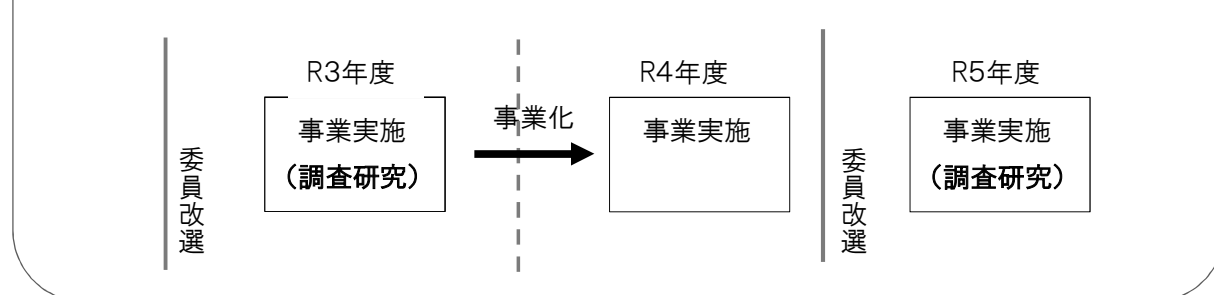 R3年度
R4年度
R5年度
事業実施
（調査研究）
事業化
事業実施
事業実施
（調査研究）
委員改選
委員改選